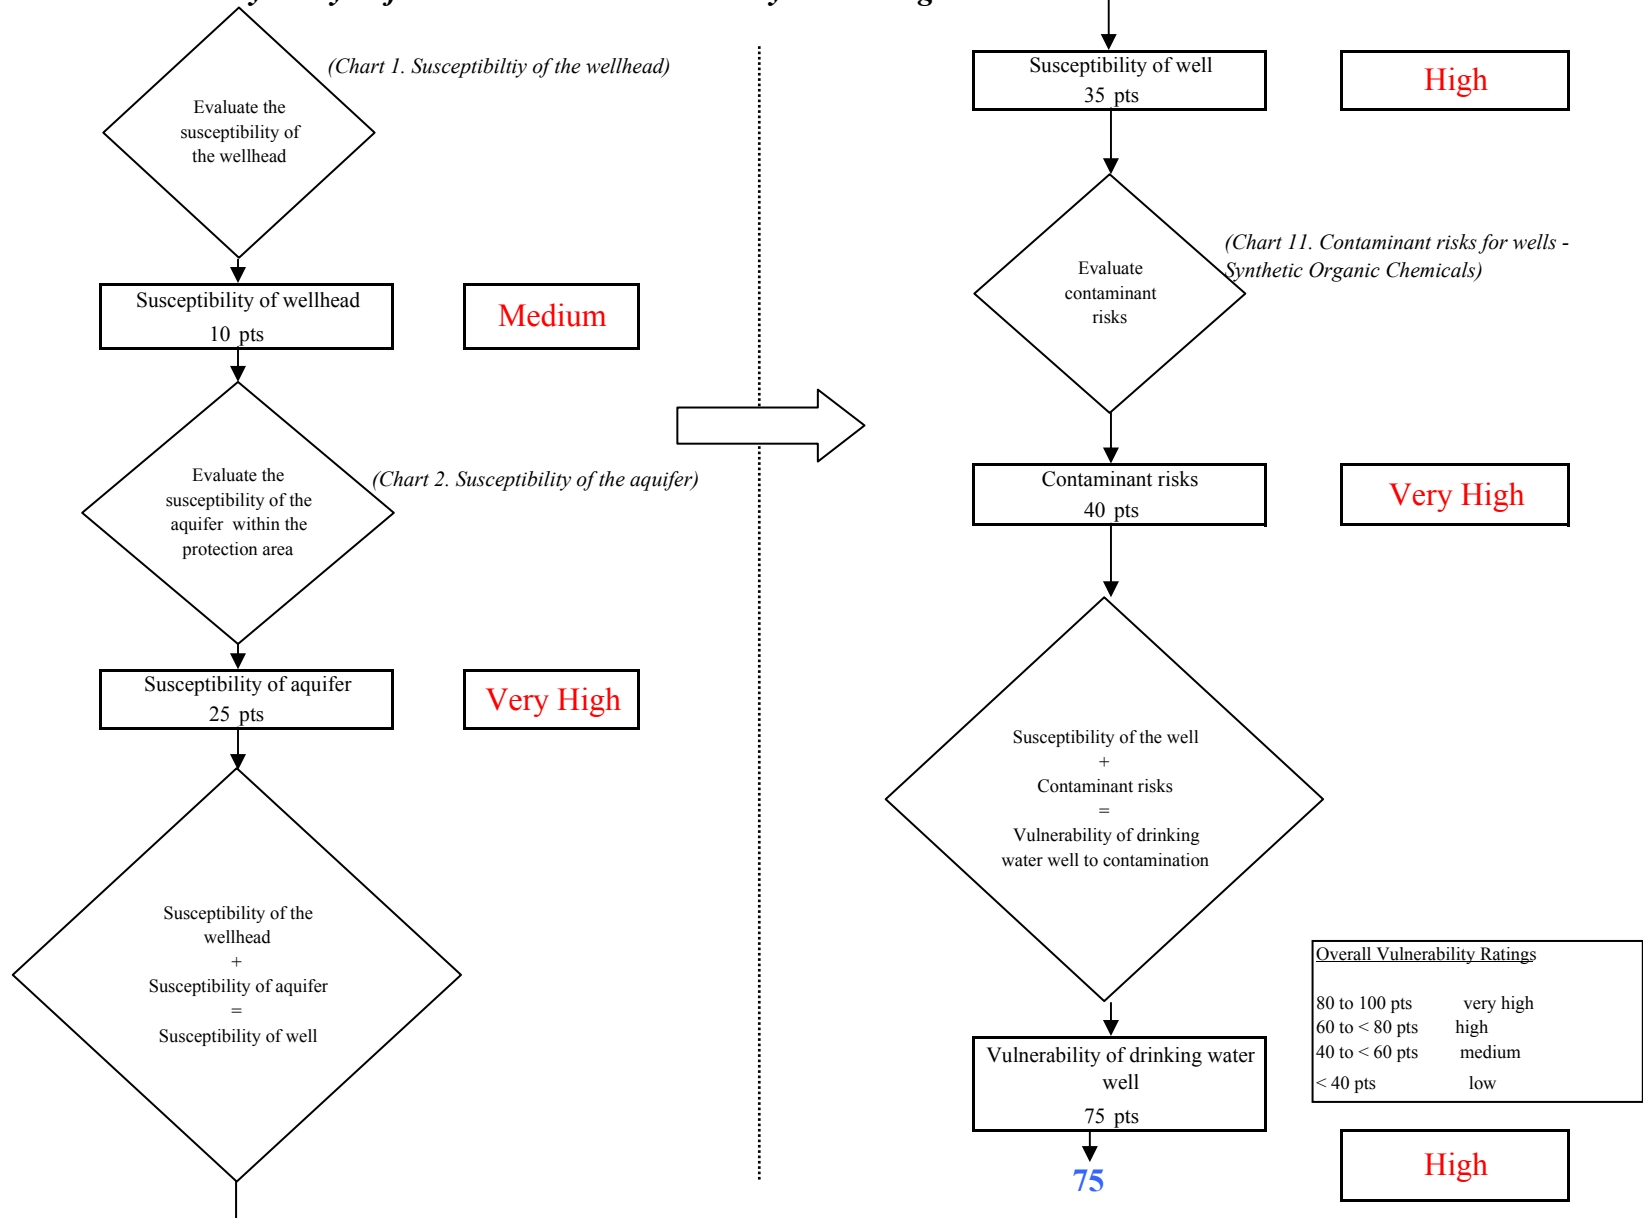 (Chart 1. Susceptibiltiy of the wellhead)
Evaluate the
susceptibility of
the wellhead
Susceptibility of wellhead
10 pts
Medium
Evaluate the
susceptibility of the
aquifer within the
protection area
(Chart 2. Susceptibility of the aquifer)
Susceptibility of aquifer
25 pts
Very High
Susceptibility of the
wellhead
+
Susceptibility of aquifer
=
Susceptibility of well
Susceptibility of well
35 pts
High
Evaluate
contaminant
risks
(Chart 11. Contaminant risks for wells -
Synthetic Organic Chemicals)
Contaminant risks
40 pts
Very High
Susceptibility of the well
+
Contaminant risks
=
Vulnerability of drinking
water well to contamination
Overall Vulnerability Ratings
80 to 100 pts very high
60 to < 80 pts high
40 to < 60 pts medium
< 40 pts low
Vulnerability of drinking water
well
75 pts
75
High